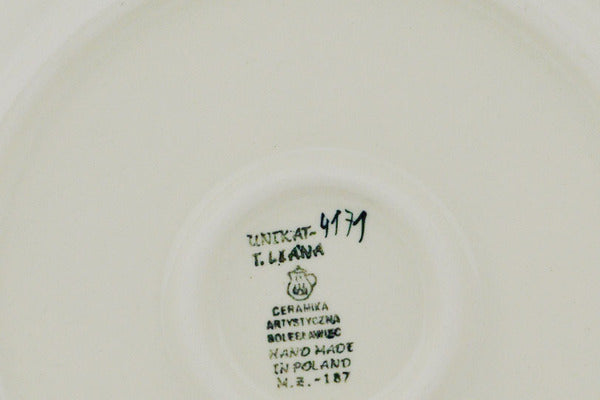 UNIKAT-4171
T. LIANA
CERAMIKA
ARTYSTYCZNA
BOLESŁAWIEC
HAND MADE
IN POLAND
M.Z.-187